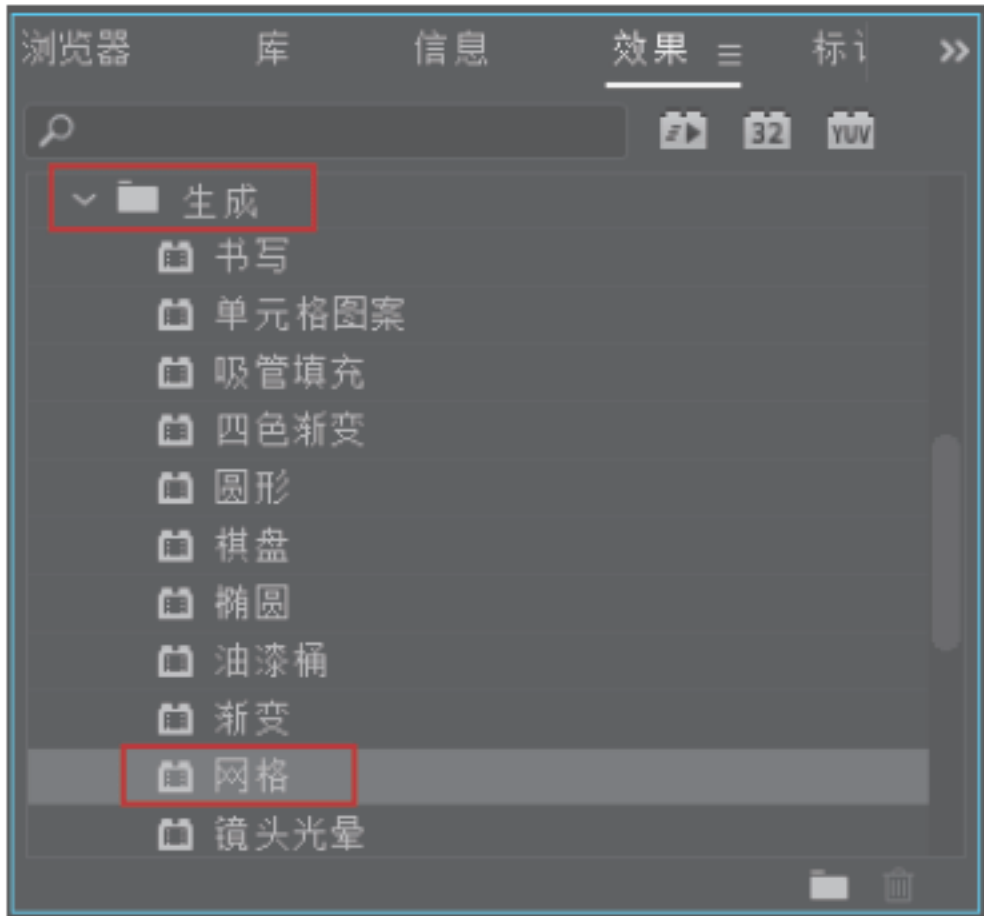 浏览器 库 信息 效果 标
32 YUV
生成
书写
单元格图案
吸管填充
四色渐变
圆形
棋盘
椭圆
油漆桶
渐变
网格
镜头光晕